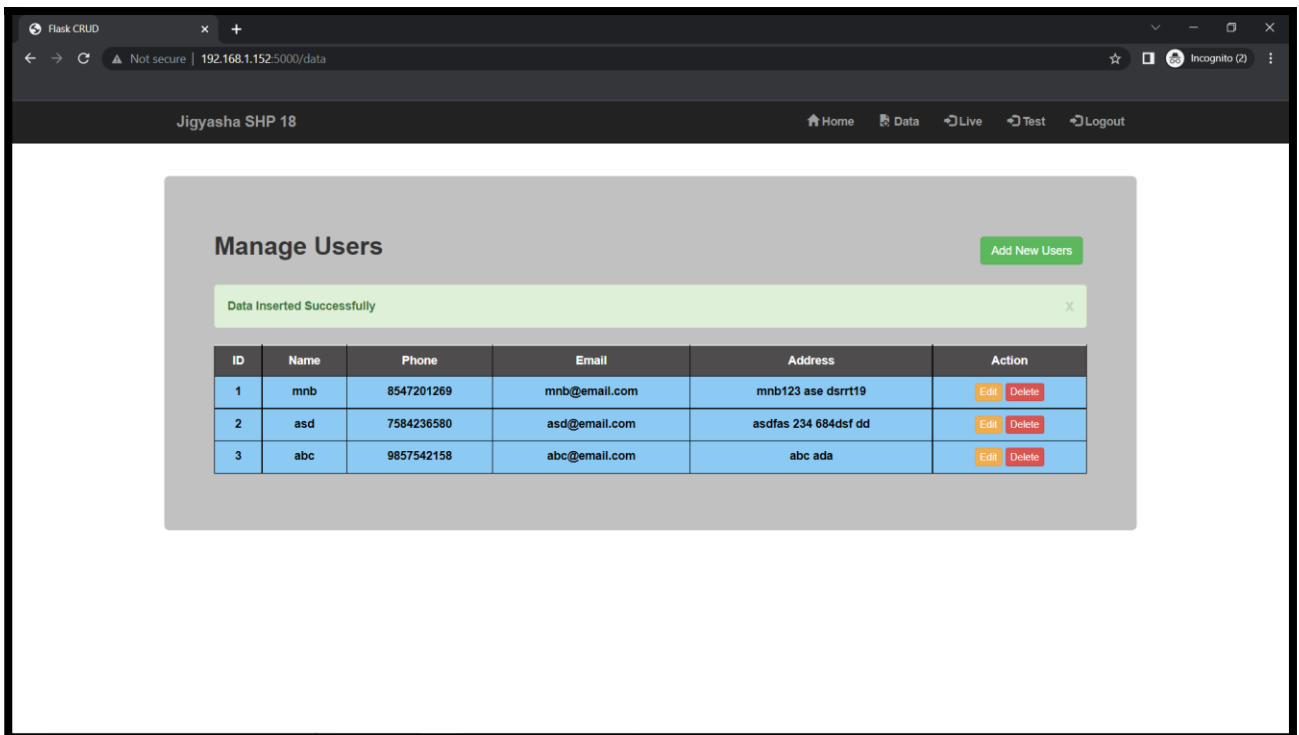 Flask CRUD
Not secure | 192.168.1.152:5000/data Incognito (2)
Jigyasha SHP 18 Home Data Live Test Logout
Manage Users Add New Users
Data Inserted Successfully x
ID Name Phone Email Address Action
1 mnb 8547201269 mnb@email.com mnb123 ase dsrrt19 Edit Delete
2 asd 7584236580 asd@email.com asdfas 234 684dsf dd Edit Delete
3 abc 9857542158 abc@email.com abc ada Edit Delete